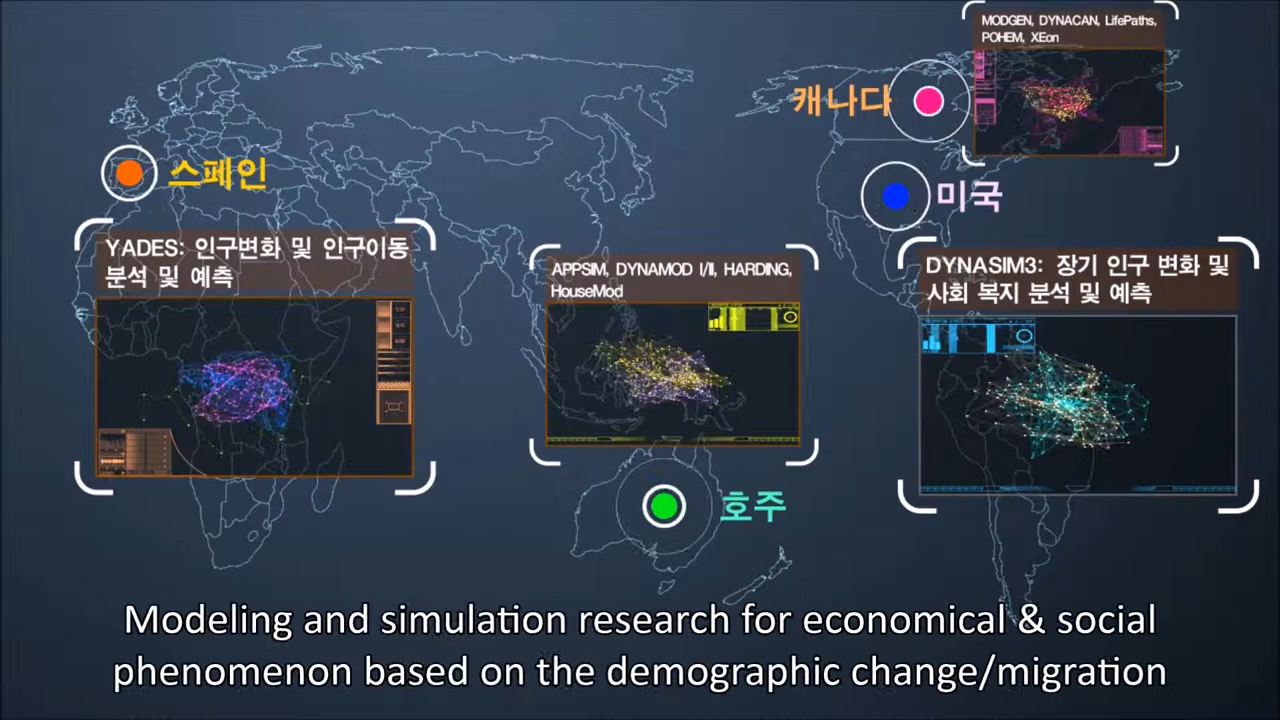 MODGEN, DYNACAN, LifePaths,
POHEM, XEon
캐나다
스페인
미국
YADES: 인구변화 및 인구이동
분석 및 예측
APPSIM, DYNAMOD I/II, HARDING,
HouseMod
DYNASIM3: 장기 인구 변화 및
사회 복지 분석 및 예측
호주
Modeling and simulation research for economical & social
phenomenon based on the demographic change/migration